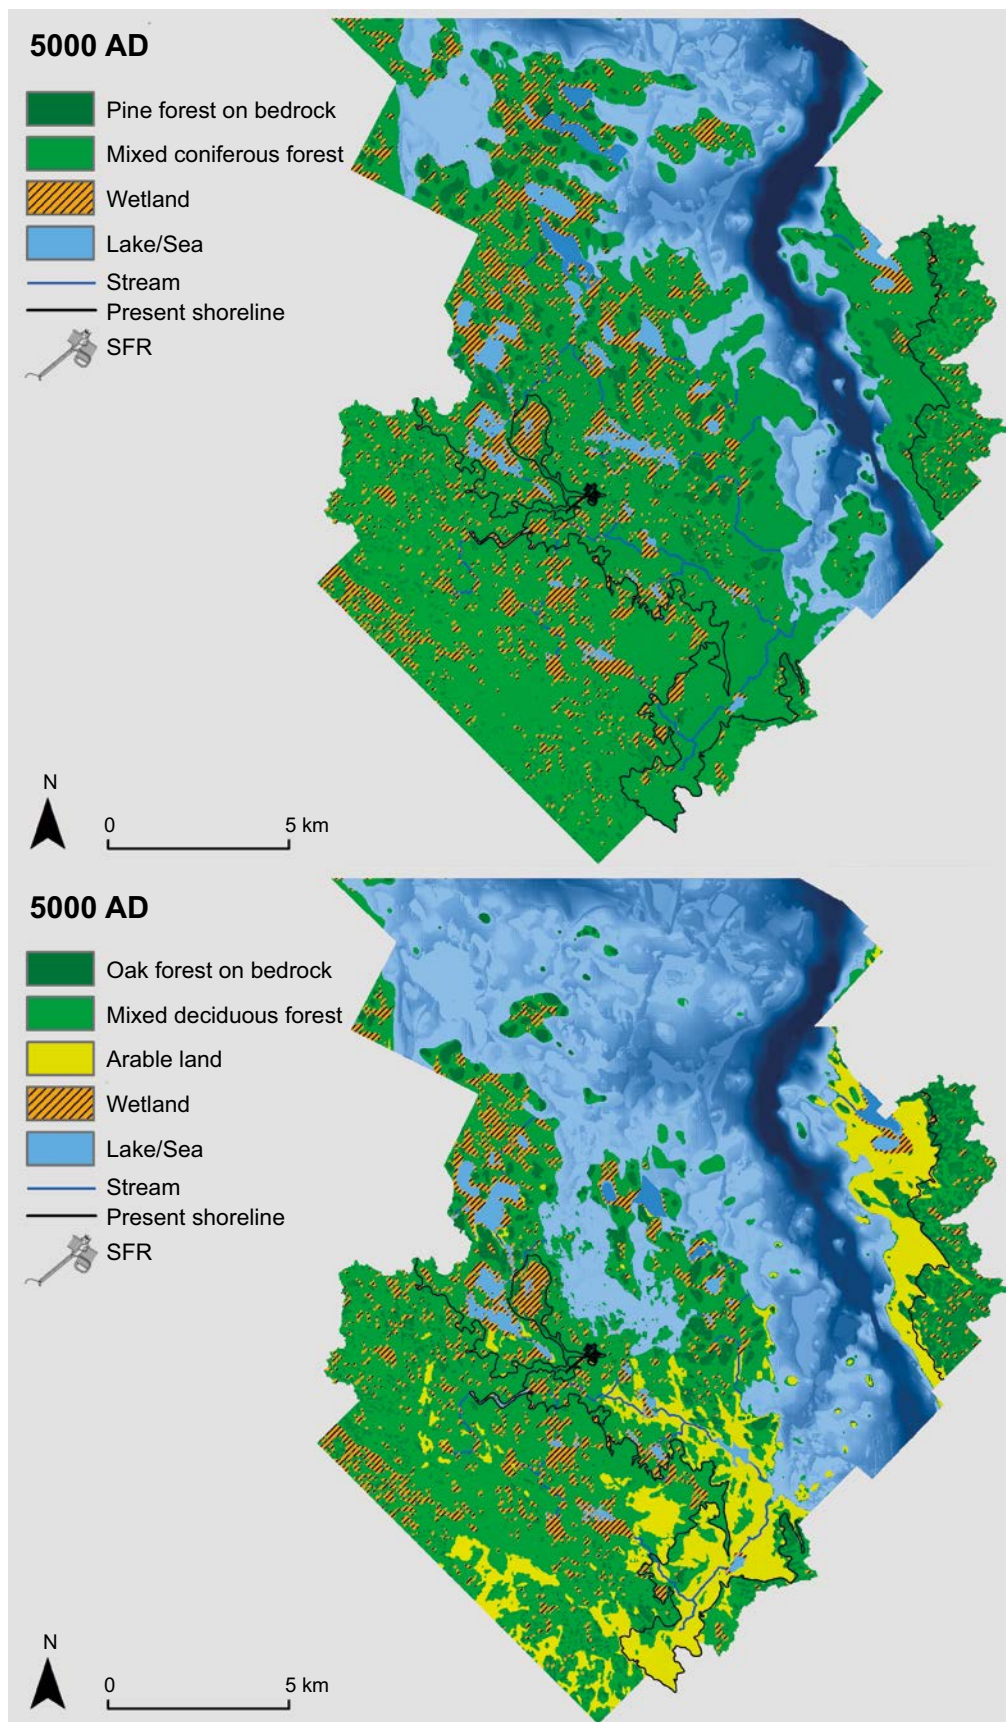 5000 AD
Pine forest on bedrock
Mixed coniferous forest
Wetland
Lake/Sea
Stream
Present shoreline
SFR
N
0 5 km
5000 AD
Oak forest on bedrock
Mixed deciduous forest
Arable land
Wetland
Lake/Sea
Stream
Present shoreline
SFR
N
0 5 km